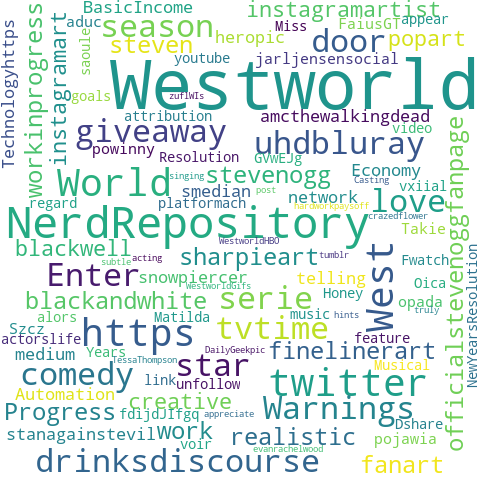 BasicIncome instagramartist
aduc season Miss FaiusGT appear
steven heropic door popart
saoule youtube jarljensensocial
Technologyhttps workinprogress instagramart
Westworld
goals zuflWIs amcthewalkingdead
attribution video
giveaway uhdbluray
powinny Resolution GVWEJg Economy Takie
World stevenogg
singing Casting vxiial
smedian network love
regard platformach post hardworkpaysoff crazedflower
NerdRepository
officialstevenoggfanpage
blackwell WestworldHBO West
acting sharpieart tumblr Fwatch
subtle Enter snowpiercer telling Oica
WestworldGifs Honey
blackandwhite serie opada
alors Matilda music hints truly
Szcz https tvtime Dshare
actorslife feature NewYearsResolution
Years DailyGeekpic finelinerart
medium TessaThompson star Musical
comedy link unfollow twitter
Automation creative
Progress fdijdJIfgq appreciate Warnings
stanagainstevil work realistic pojawia
voir evanrachelwood
drinksdiscourse fanart